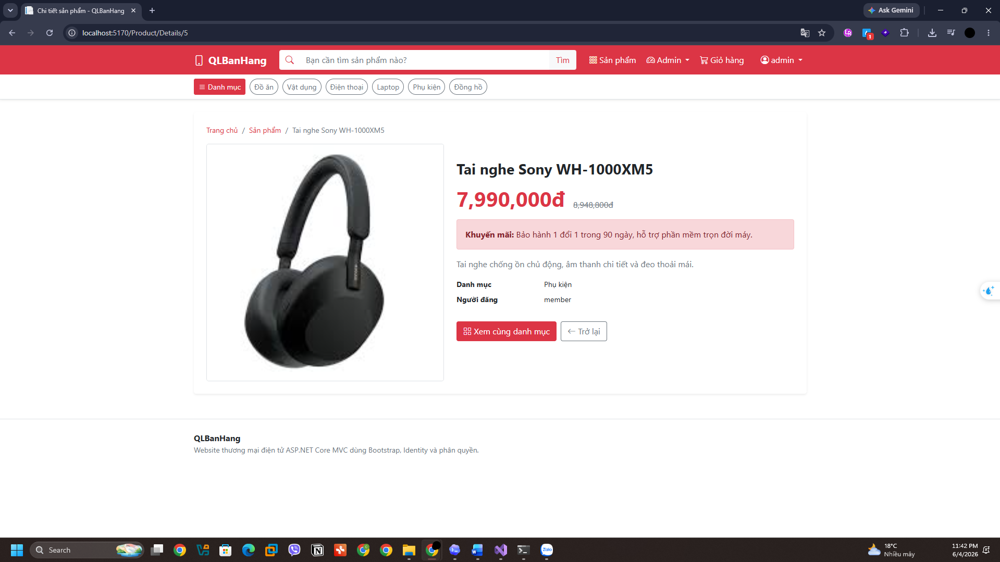 Chi tiết sản phẩm - QLBanHang
Ask Gemini
localhost:5170/Product/Details/5
1
QLBanHang
Bạn cần tìm sản phẩm nào?
Tìm
Sản phẩm
Admin
Giỏ hàng
admin
Danh mục
Đồ ăn
Vật dụng
Điện thoại
Laptop
Phụ kiện
Đồng hồ
Trang chủ / Sản phẩm / Tai nghe Sony WH-1000XM5
Tai nghe Sony WH-1000XM5
7,990,000đ 8,948,800đ
Khuyến mãi: Bảo hành 1 đổi 1 trong 90 ngày, hỗ trợ phần mềm trọn đời máy.
Tai nghe chống ồn chủ động, âm thanh chi tiết và đeo thoải mái.
Danh mục Phụ kiện
Người đăng member
Xem cùng danh mục
Trở lại
QLBanHang
Website thương mại điện tử ASP.NET Core MVC dùng Bootstrap, Identity và phân quyền.
Search
Zalo
18°C
Nhiều mây
11:42 PM
6/4/2026